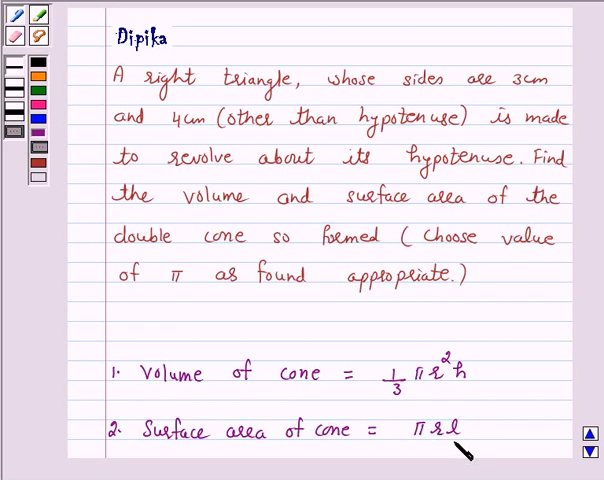 Dipika
A right triangle, whose sides are 3cm
and 4cm (other than hypotenuse) is made
to revolve about its hypotenuse. Find
the volume and surface area of the
double cone so formed (Choose value
of π as found appropriate.)
1. Volume of cone = 1/3 πr²h
2. Surface area of cone = πrl